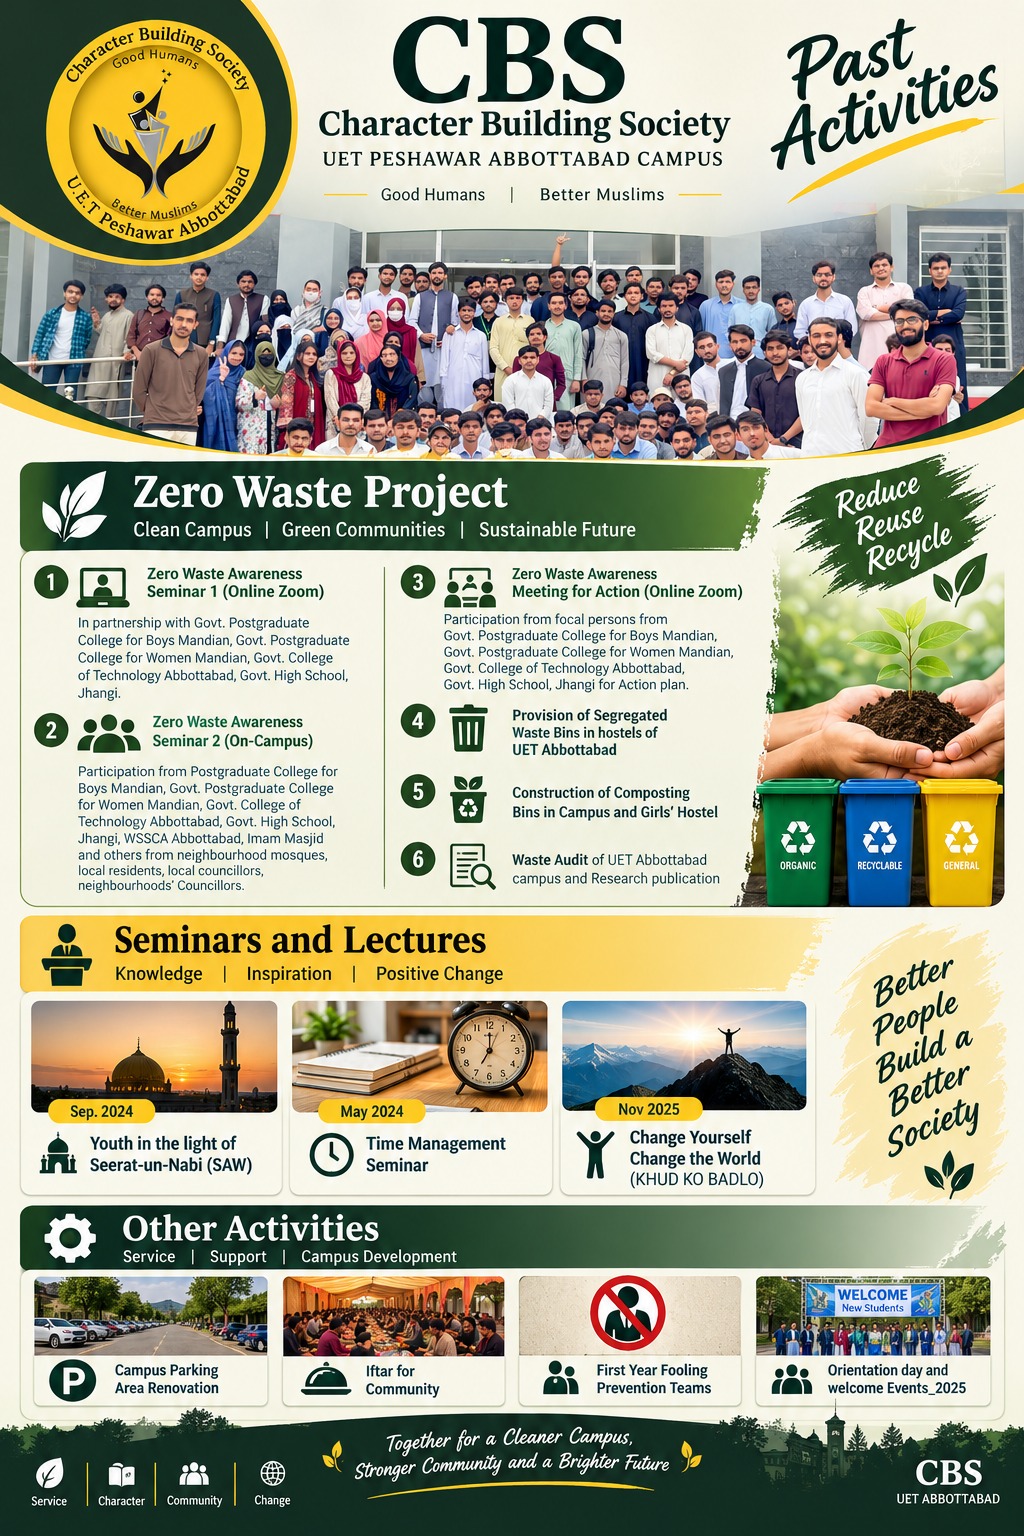 Character Building Society
Good Humans
Better Muslims
U.E.T Peshawar Abbottabad
CBS
Character Building Society
UET PESHAWAR ABBOTTABAD CAMPUS
Good Humans | Better Muslims
Past
Activities
Zero Waste Project
Clean Campus | Green Communities | Sustainable Future
Reduce
Reuse
Recycle
1
Zero Waste Awareness
Seminar 1 (Online Zoom)
In partnership with Govt. Postgraduate
College for Boys Mandian, Govt. Postgraduate
College for Women Mandian, Govt. College
of Technology Abbottabad, Govt. High School,
Jhangi.
2
Zero Waste Awareness
Seminar 2 (On-Campus)
Participation from Postgraduate College for
Boys Mandian, Govt. Postgraduate College
for Women Mandian, Govt. College of
Technology Abbottabad, Govt. High School,
Jhangi, WSSCA Abbottabad, Imam Masjid
and others from neighbourhood mosques,
local residents, local councillors,
neighbourhoods' Councillors.
3
Zero Waste Awareness
Meeting for Action (Online Zoom)
Participation from focal persons from
Govt. Postgraduate College for Boys Mandian,
Govt. Postgraduate College for Women Mandian,
Govt. College of Technology Abbottabad,
Govt. High School, Jhangi for Action plan.
4
Provision of Segregated
Waste Bins in hostels of
UET Abbottabad
5
Construction of Composting
Bins in Campus and Girls' Hostel
6
Waste Audit of UET Abbottabad
campus and Research publication
ORGANIC
RECYCLABLE
GENERAL
Seminars and Lectures
Knowledge | Inspiration | Positive Change
Sep. 2024
Youth in the light of
Seerat-un-Nabi (SAW)
May 2024
Time Management
Seminar
Nov 2025
Change Yourself
Change the World
(KHUD KO BADLO)
Better
People
Build a
Better
Society
Other Activities
Service | Support | Campus Development
P
Campus Parking
Area Renovation
Iftar for
Community
First Year Fooling
Prevention Teams
WELCOME
New Students
Orientation day and
welcome Events_2025
Service
Character
Community
Change
Together for a Cleaner Campus,
Stronger Community and a Brighter Future
CBS
UET ABBOTTABAD